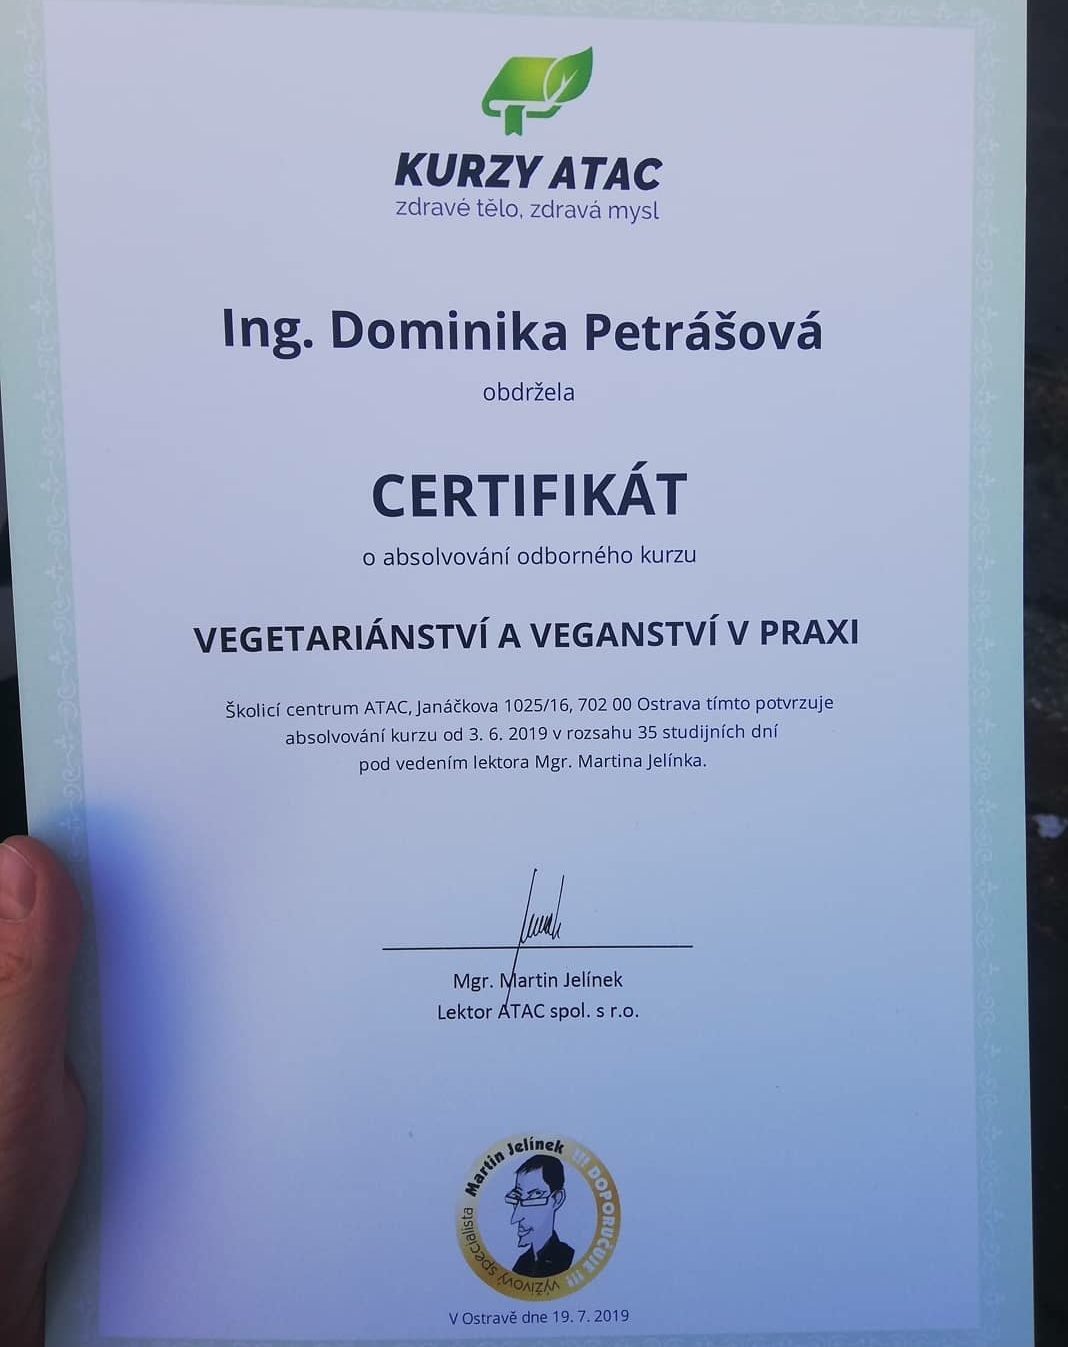 KURZY ATAC
zdravé tělo, zdravá mysl
Ing. Dominika Petrášová
obdržela
CERTIFIKÁT
o absolvování odborného kurzu
VEGETARIÁNSTVÍ A VEGANSTVÍ V PRAXI
Školicí centrum ATAC, Janáčkova 1025/16, 702 00 Ostrava tímto potvrzuje
absolvování kurzu od 3. 6. 2019 v rozsahu 35 studijních dní
pod vedením lektora Mgr. Martina Jelínka.
Mgr. Martin Jelínek
Lektor ATAC spol. s r.o.
výživový specialista Martin Jelínek !!! DOPORUČUJE !!!
V Ostravě dne 19. 7. 2019